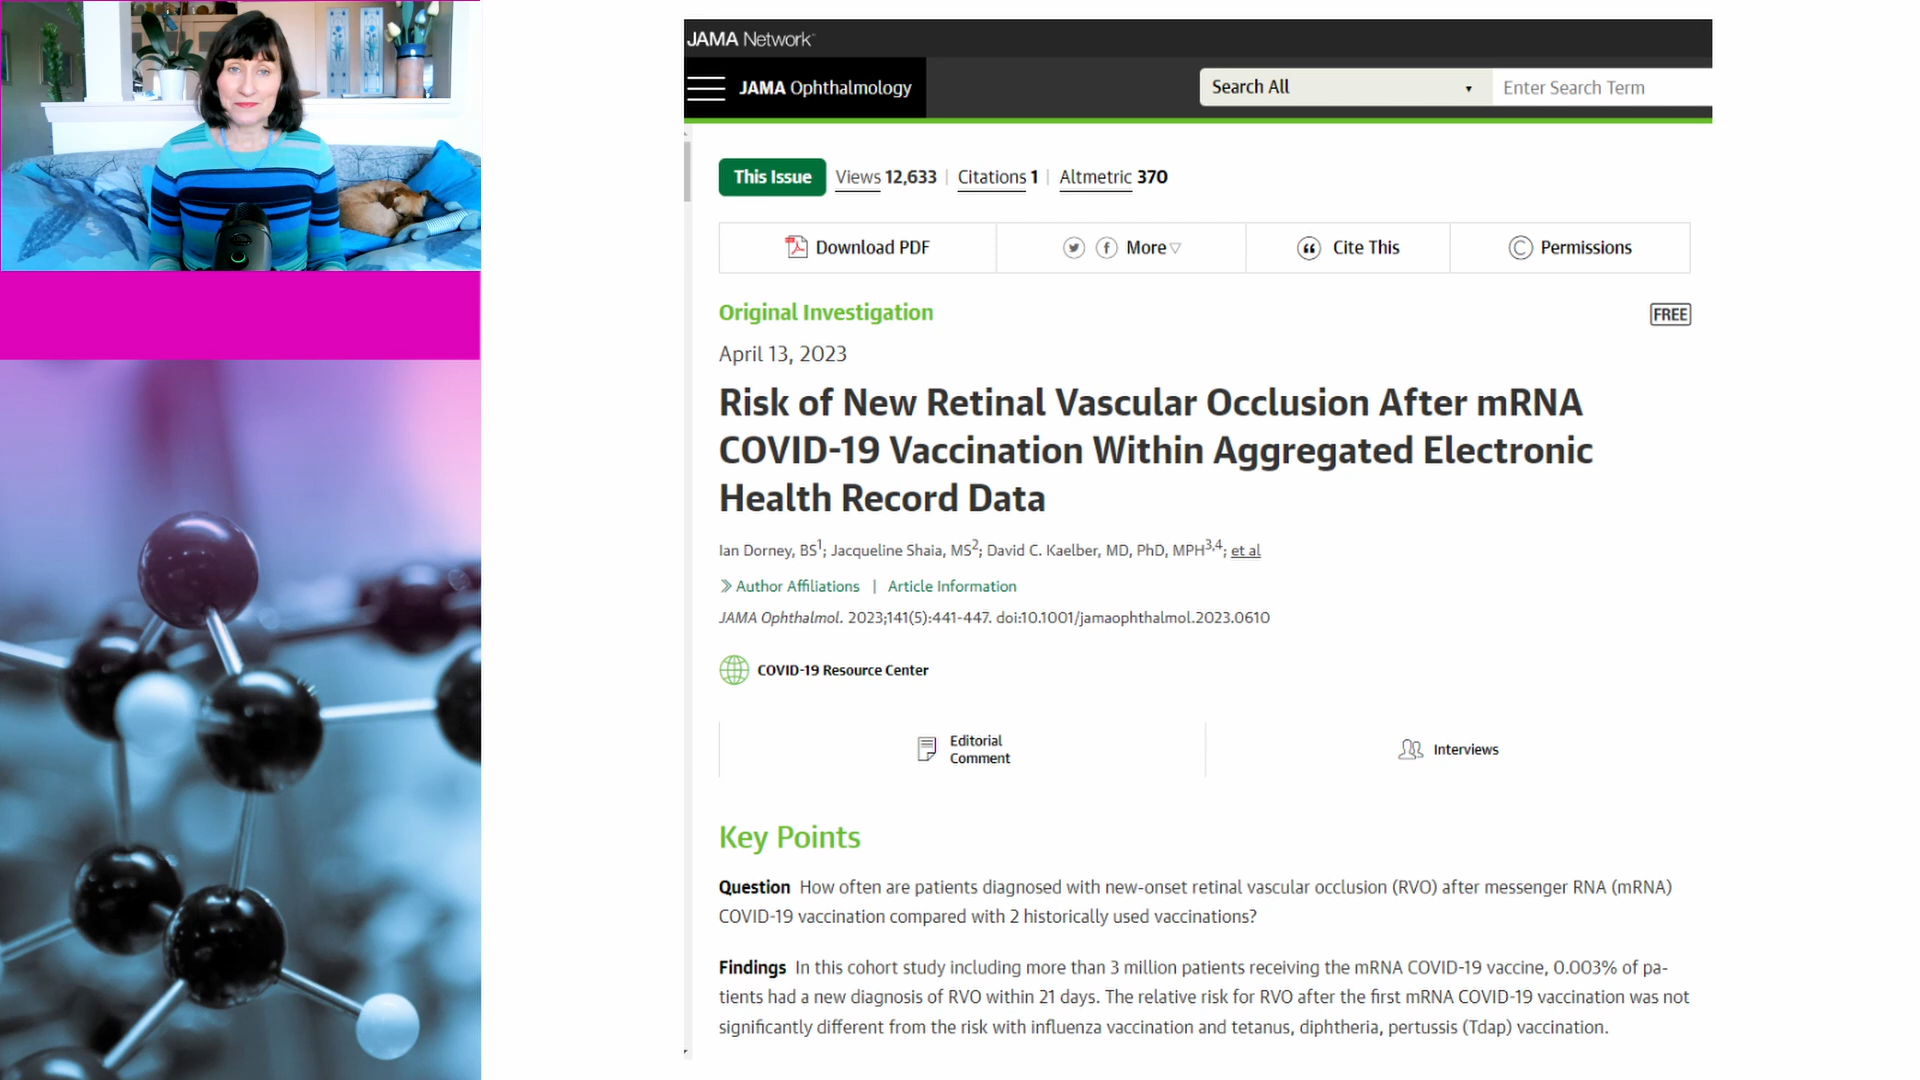 JAMA Network™
JAMA Ophthalmology
Search All
Enter Search Term
This Issue
Views 12,633 | Citations 1 | Altmetric 370
Download PDF
More
Cite This
Permissions
Original Investigation
FREE
April 13, 2023
Risk of New Retinal Vascular Occlusion After mRNA
COVID-19 Vaccination Within Aggregated Electronic
Health Record Data
Ian Dorney, BS1; Jacqueline Shaia, MS2; David C. Kaelber, MD, PhD, MPH3,4; et al
Author Affiliations | Article Information
JAMA Ophthalmol. 2023;141(5):441-447. doi:10.1001/jamaophthalmol.2023.0610
COVID-19 Resource Center
Editorial
Comment
Interviews
Key Points
Question How often are patients diagnosed with new-onset retinal vascular occlusion (RVO) after messenger RNA (mRNA)
COVID-19 vaccination compared with 2 historically used vaccinations?
Findings In this cohort study including more than 3 million patients receiving the mRNA COVID-19 vaccine, 0.003% of pa-
tients had a new diagnosis of RVO within 21 days. The relative risk for RVO after the first mRNA COVID-19 vaccination was not
significantly different from the risk with influenza vaccination and tetanus, diphtheria, pertussis (Tdap) vaccination.